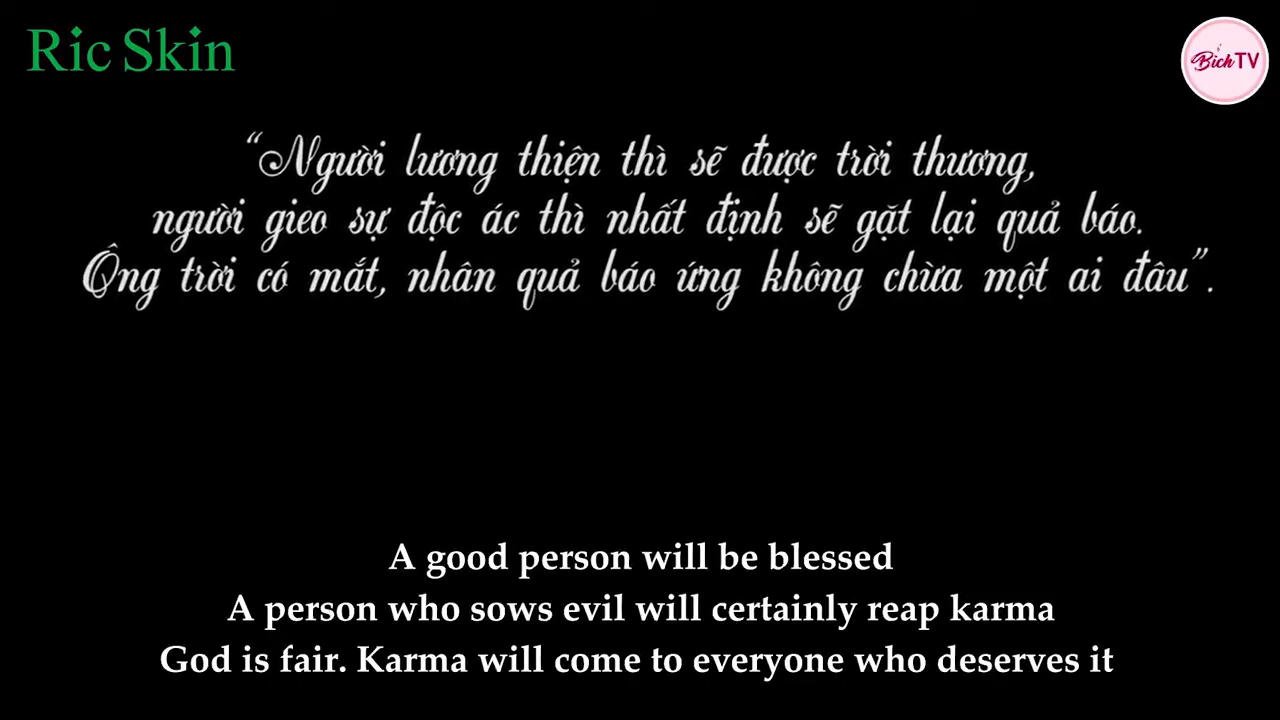 Ric Skin
BíchTV
“Người lương thiện thì sẽ được trời thương,
người gieo sự độc ác thì nhất định sẽ gặt lại quả báo.
Ông trời có mắt, nhân quả báo ứng không chừa một ai đâu”.
A good person will be blessed
A person who sows evil will certainly reap karma
God is fair. Karma will come to everyone who deserves it